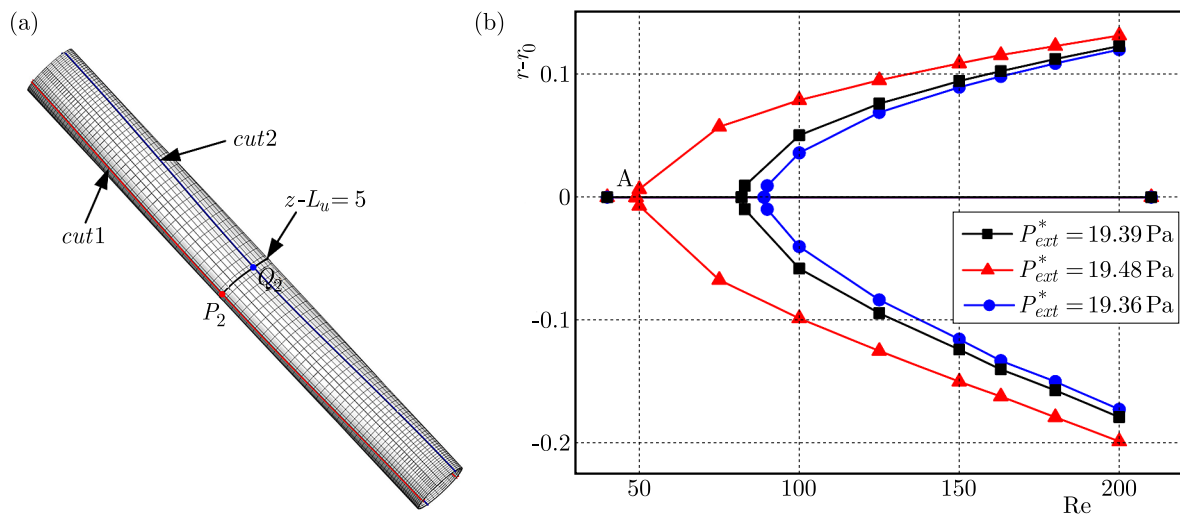 (a)
cut2
z-L_u=5
cut1
Q_2
P_2
(b)
r-r_0
0.1
0
-0.1
-0.2
A
P*_ext = 19.39 Pa
P*_ext = 19.48 Pa
P*_ext = 19.36 Pa
50
100
150
200
Re